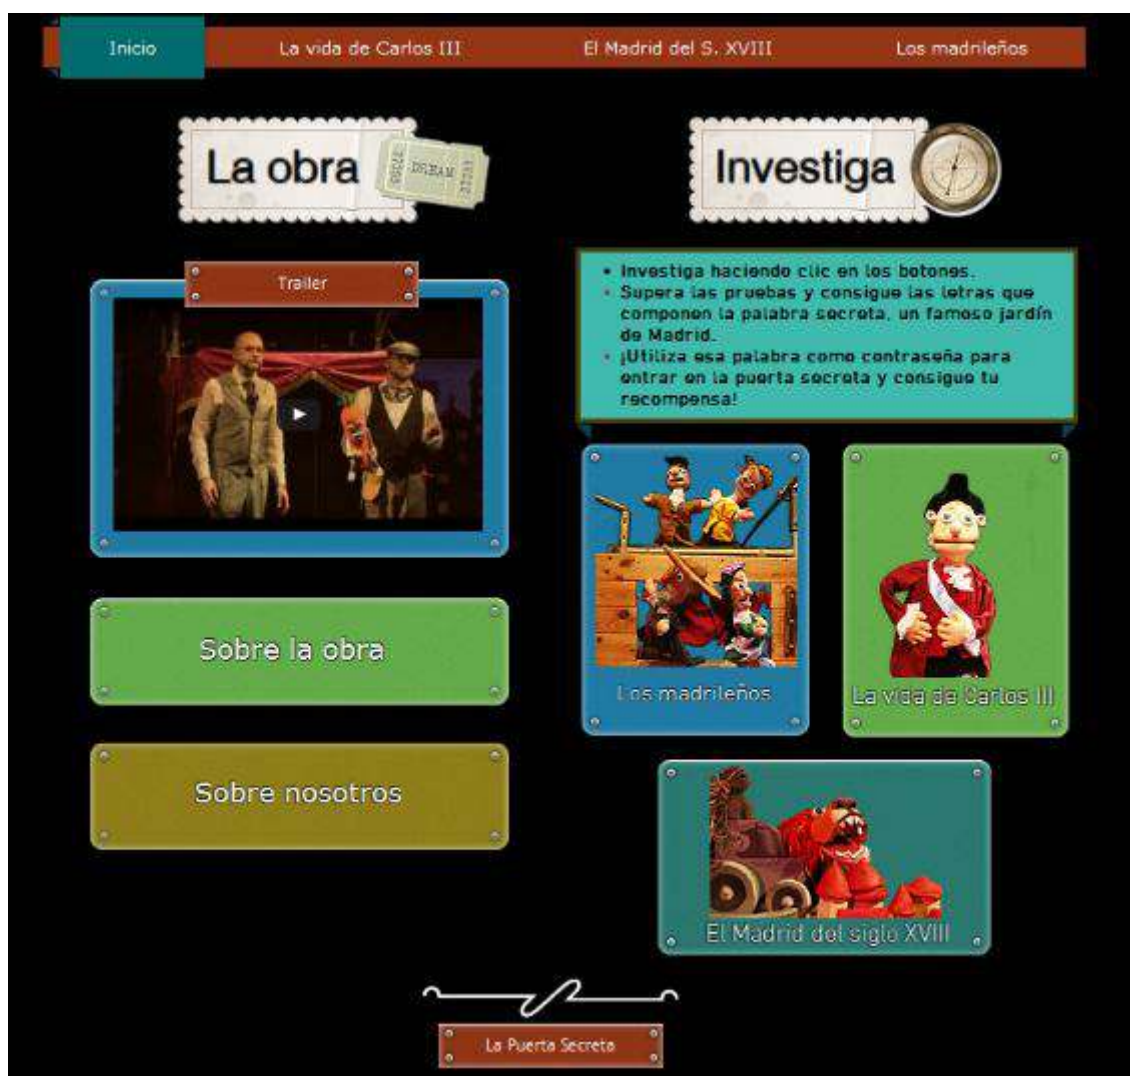 Inicio
La vida de Carlos III
El Madrid del S. XVIII
Los madrileños
La obra
DREAM
Trailer
Sobre la obra
Sobre nosotros
Investiga
• Investiga haciendo clic en los botones.
• Supera las pruebas y consigue las letras que
componen la palabra secreta, un famoso jardín
de Madrid.
• ¡Utiliza esa palabra como contraseña para
entrar en la puerta secreta y consigue tu
recompensa!
Los madrileños
La vida de Carlos III
El Madrid del siglo XVIII
La Puerta Secreta